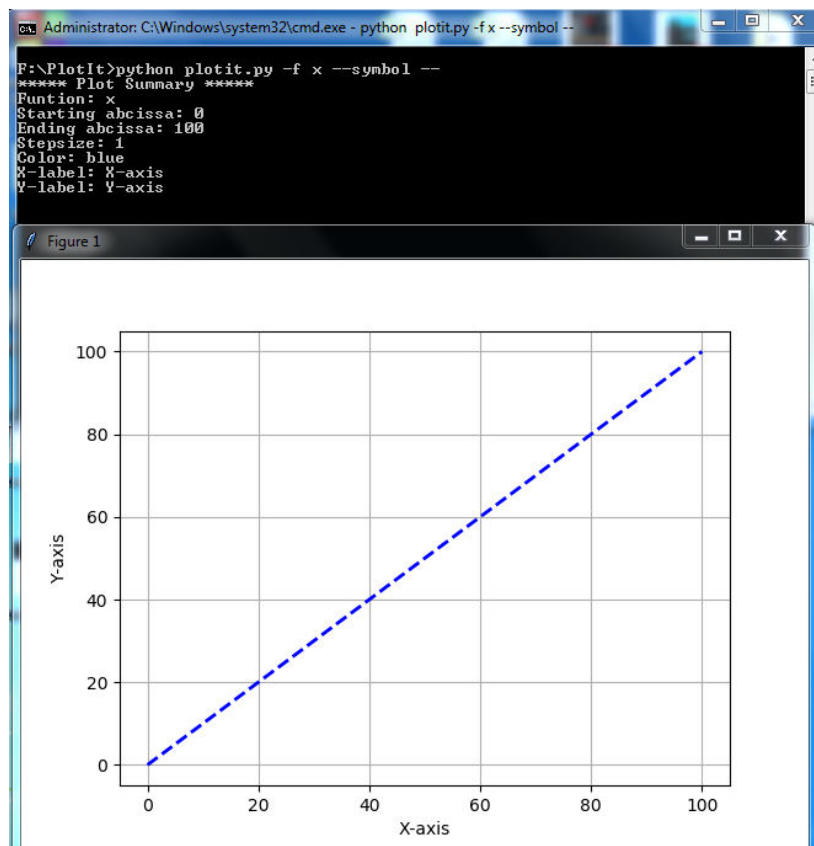 Administrator: C:\Windows\system32\cmd.exe - python  plotit.py -f x --symbol --
F:\PlotIt>python plotit.py -f x --symbol --
***** Plot Summary *****
Funtion: x
Starting abcissa: 0
Ending abcissa: 100
Stepsize: 1
Color: blue
X-label: X-axis
Y-label: Y-axis
Figure 1
100
80
60
40
20
0
Y-axis
0 20 40 60 80 100
X-axis